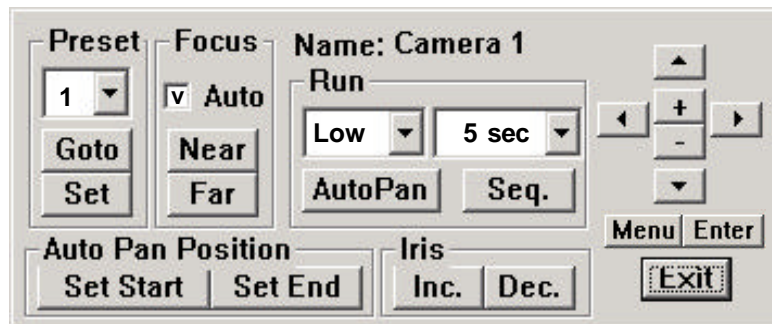 Preset
1
Goto
Set
Focus
v Auto
Near
Far
Name: Camera 1
Run
Low
5 sec
AutoPan
Seq.
+
-
Menu
Enter
Auto Pan Position
Set Start
Set End
Iris
Inc.
Dec.
Exit